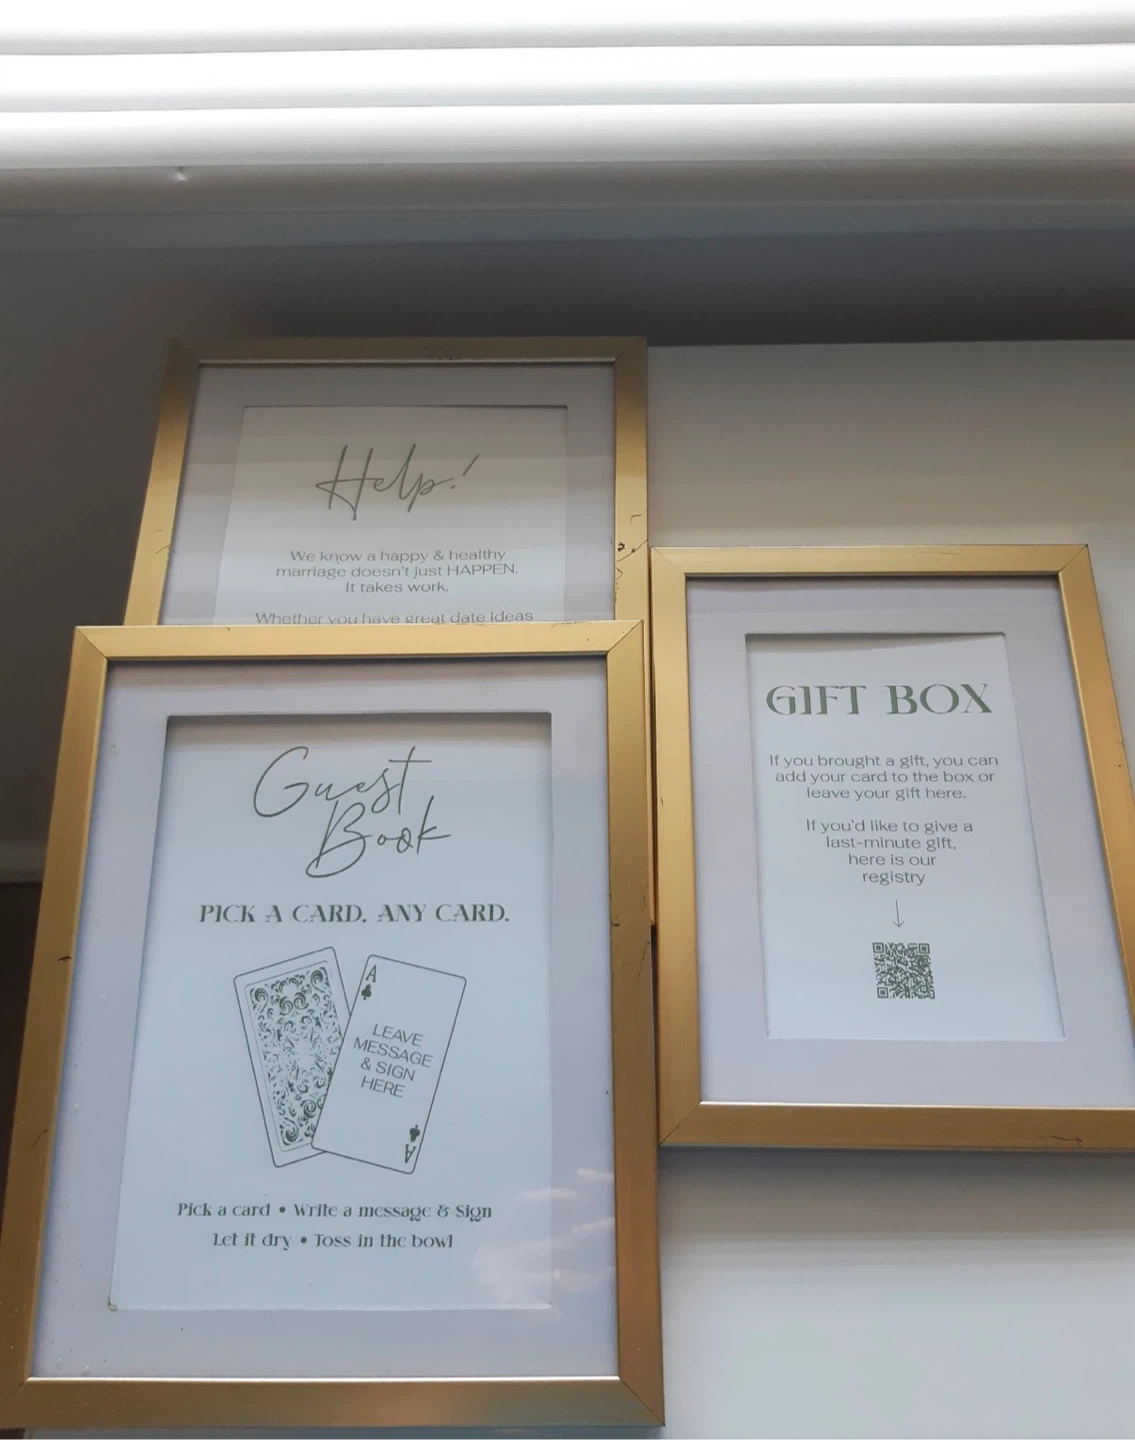 Help!
We know a happy & healthy
marriage doesn't just HAPPEN.
It takes work.
Whether you have great date ideas
Guest
Book
PICK A CARD. ANY CARD.
A
LEAVE
MESSAGE
& SIGN
HERE
A
Pick a card • Write a message & Sign
Let it dry • Toss in the bowl
GIFT BOX
If you brought a gift, you can
add your card to the box or
leave your gift here.
If you'd like to give a
last-minute gift,
here is our
registry